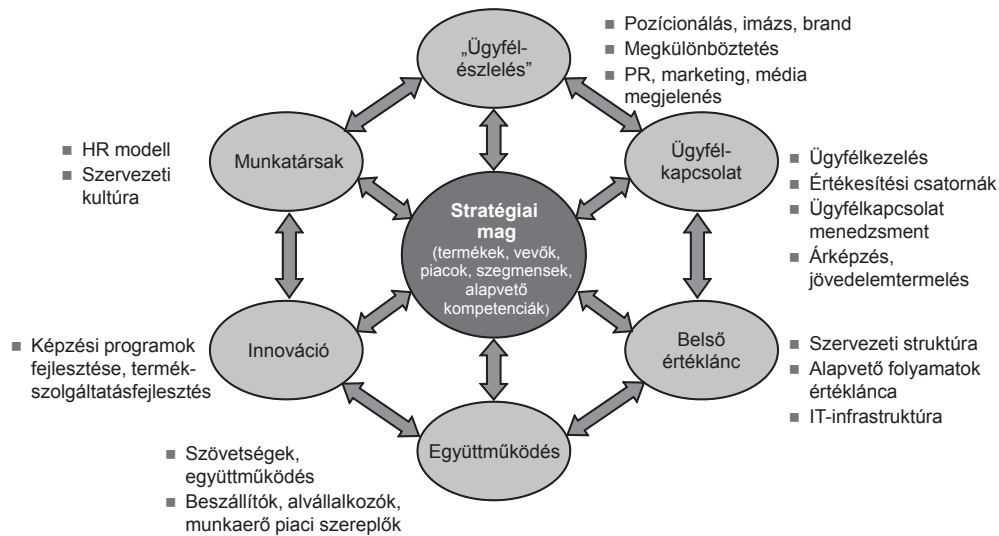 „Ügyfél-
észlelés”
■ Pozícionálás, imázs, brand
■ Megkülönböztetés
■ PR, marketing, média
megjelenés
Ügyfél-
kapcsolat
■ Ügyfélkezelés
■ Értékesítési csatornák
■ Ügyfélkapcsolat
menedzsment
■ Árképzés,
jövedelemtermelés
Munkatársak
■ HR modell
■ Szervezeti
kultúra
Stratégiai
mag
(termékek, vevők,
piacok, szegmensek,
alapvető
kompetenciák)
Innováció
■ Képzési programok
fejlesztése, termék-
szolgáltatásfejlesztés
Belső
értéklánc
■ Szervezeti struktúra
■ Alapvető folyamatok
értéklánca
■ IT-infrastruktúra
Együttműködés
■ Szövetségek,
együttműködés
■ Beszállítók, alvállalkozók,
munkaerő piaci szereplők